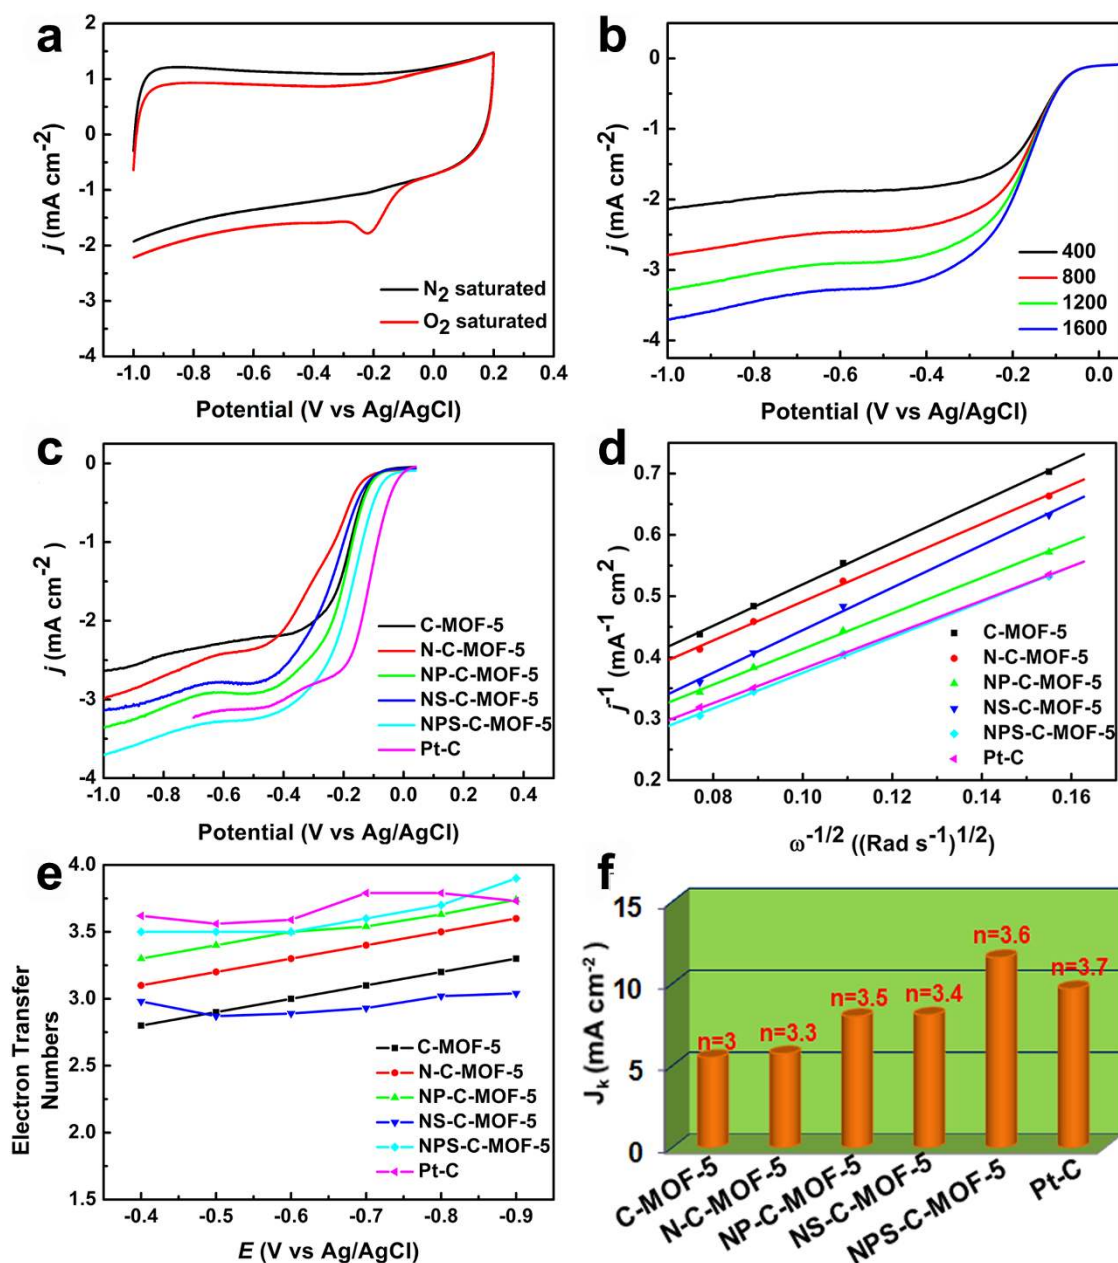 a
2
1
0
-1
-2
-3
-4
j (mA cm-2)
N2 saturated
O2 saturated
-1.0 -0.8 -0.6 -0.4 -0.2 0.0 0.2 0.4
Potential (V vs Ag/AgCl)
b
0
-1
-2
-3
-4
j (mA cm-2)
400
800
1200
1600
-1.0 -0.8 -0.6 -0.4 -0.2 0.0
Potential (V vs Ag/AgCl)
c
0
-1
-2
-3
-4
j (mA cm-2)
C-MOF-5
N-C-MOF-5
NP-C-MOF-5
NS-C-MOF-5
NPS-C-MOF-5
Pt-C
-1.0 -0.8 -0.6 -0.4 -0.2 0.0 0.2 0.4
Potential (V vs Ag/AgCl)
d
0.7
0.6
0.5
0.4
0.3
0.2
j-1 (mA-1 cm2)
C-MOF-5
N-C-MOF-5
NP-C-MOF-5
NS-C-MOF-5
NPS-C-MOF-5
Pt-C
0.08 0.10 0.12 0.14 0.16
ω-1/2 ((Rad s-1)1/2)
e
4.0
3.5
3.0
2.5
2.0
1.5
Electron Transfer
Numbers
C-MOF-5
N-C-MOF-5
NP-C-MOF-5
NS-C-MOF-5
NPS-C-MOF-5
Pt-C
-0.4 -0.5 -0.6 -0.7 -0.8 -0.9
E (V vs Ag/AgCl)
f
15
10
5
0
Jk (mA cm-2)
n=3
n=3.3
n=3.5
n=3.4
n=3.6
n=3.7
C-MOF-5
N-C-MOF-5
NP-C-MOF-5
NS-C-MOF-5
NPS-C-MOF-5
Pt-C